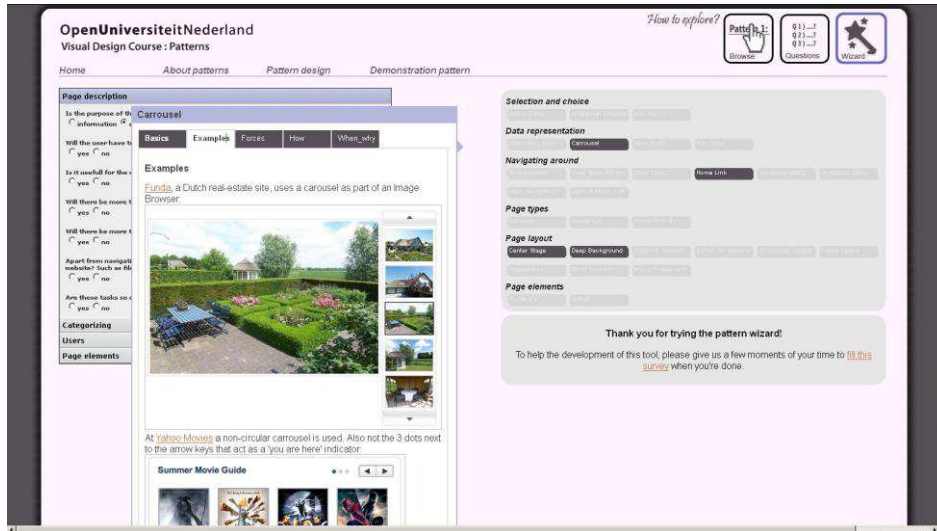 OpenUniversiteitNederland
Visual Design Course : Patterns
How to explore?
Pattern 1:
Browse
Q1)...?
Q2)...?
Q3)...?
Questions
Wizard
Home
About patterns
Pattern design
Demonstration pattern
Page description
Is the purpose of th
information
Will the user have t
yes no
Is it usefull for the
yes no
Will there be more t
yes no
Will there be more t
yes no
Apart from navigati
website? Such as file
yes no
Are these tasks so c
yes no
Categorizing
Users
Page elements
Carrousel
Basics Examples Forces How When_why
Examples
Funda, a Dutch real-estate site, uses a carousel as part of an Image
Browser:
At Yahoo Movies a non-circular carrousel is used. Also not the 3 dots next
to the arrow keys that act as a 'you are here' indicator:
Summer Movie Guide
Selection and choice
Data representation
Carrousel
Navigating around
Home Link
Page types
Page layout
Center Stage Deep Background
Page elements
Thank you for trying the pattern wizard!
To help the development of this tool, please give us a few moments of your time to fill this
survey when you're done.